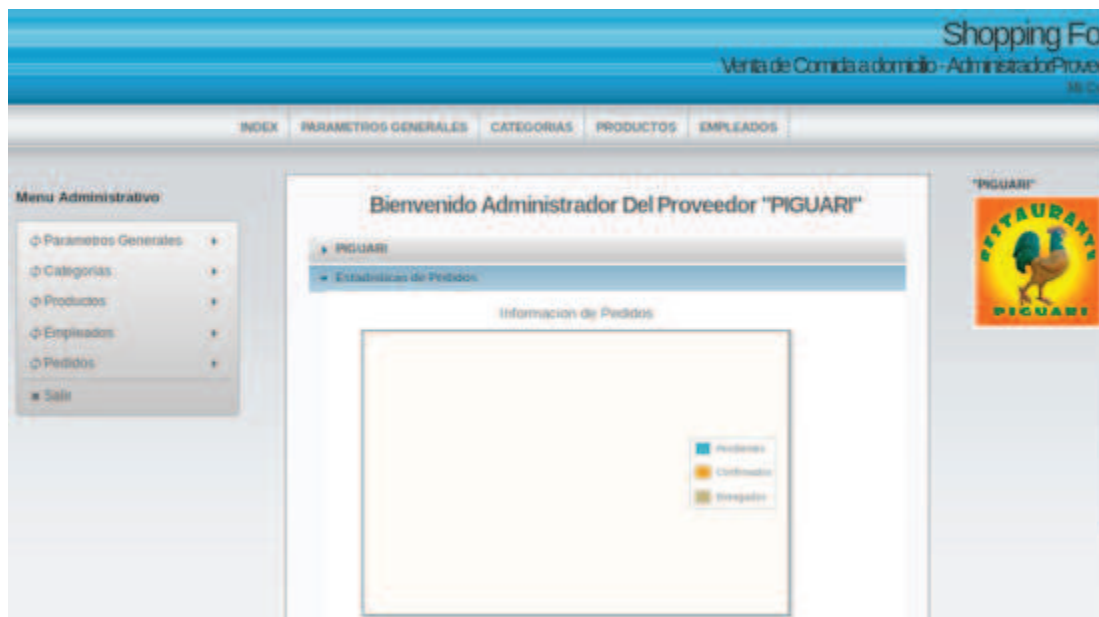 Shopping Fo
Venta de Comida a domicilio - AdministradorProvee
INDEX PARAMETROS GENERALES CATEGORIAS PRODUCTOS EMPLEADOS
Menu Administrativo
Parametros Generales
Categorias
Productos
Empleados
Pedidos
Salir
Bienvenido Administrador Del Proveedor "PIGUARI"
PIGUARI
Estadisticas de Pedidos
Informacion de Pedidos
Pendientes
Confirmados
Entregados
"PIGUARI"
RESTAURANTE
PIGUARI